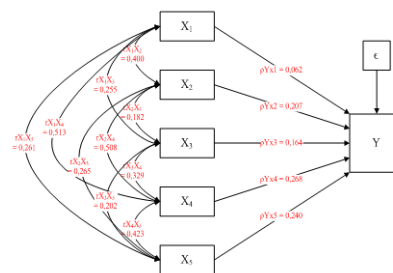 X₁
rX₁X₂
= 0,400
rX₁X₃
= 0,255
ρYx1 = 0,062
ϵ
X₂
rX₁X₄
= 0,513
rX₂X₃
= 0,182
ρYx2 = 0,207
rX₁X₅
= 0,261
rX₂X₄
= 0,508
X₃
ρYx3 = 0,164
Y
rX₂X₅
= 0,265
rX₃X₄
= 0,329
ρYx4 = 0,268
= 0,202
X₄
rX₄X₅
= 0,423
ρYx5 = 0,240
X₅